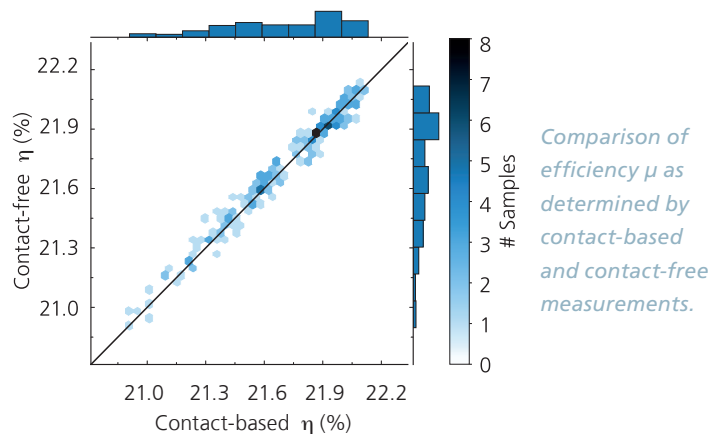 22.2
21.9
21.6
21.3
21.0
Contact-free η (%)
21.0 21.3 21.6 21.9 22.2
Contact-based η (%)
8
7
6
5
4
3
2
1
0
# Samples
Comparison of
efficiency µ as
determined by
contact-based
and contact-free
measurements.